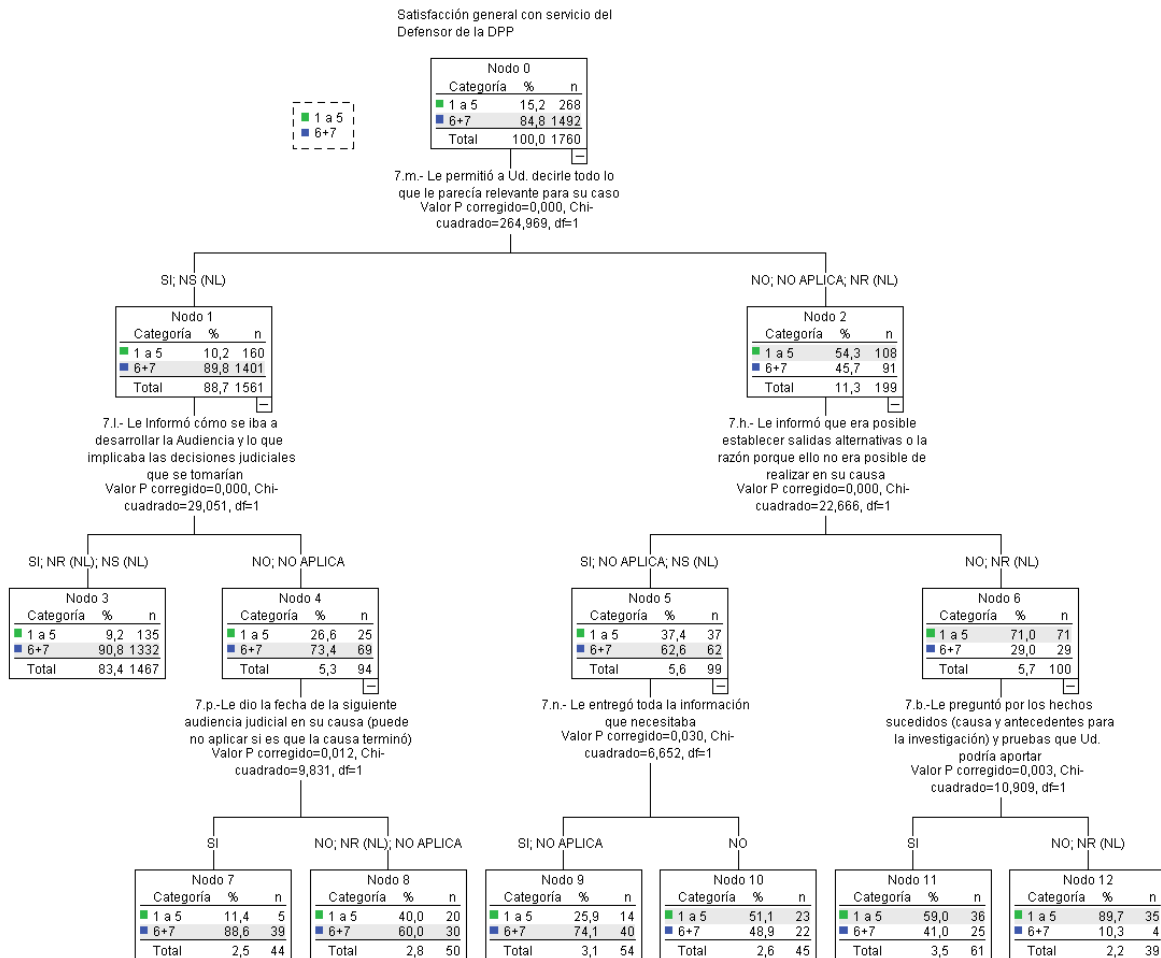 Satisfacción general con servicio del
Defensor de la DPP
1 a 5
6+7
Nodo 0
Categoría % n
1 a 5 15,2 268
6+7 84,8 1492
Total 100,0 1760
7.m.- Le permitió a Ud. decirle todo lo
que le parecía relevante para su caso
Valor P corregido=0,000, Chi-
cuadrado=264,969, df=1
SI; NS (NL)
NO; NO APLICA; NR (NL)
Nodo 1
Categoría % n
1 a 5 10,2 160
6+7 89,8 1401
Total 88,7 1561
Nodo 2
Categoría % n
1 a 5 54,3 108
6+7 45,7 91
Total 11,3 199
7.l.- Le Informó cómo se iba a
desarrollar la Audiencia y lo que
implicaba las decisiones judiciales
que se tomarían
Valor P corregido=0,000, Chi-
cuadrado=29,051, df=1
7.h.- Le informó que era posible
establecer salidas alternativas o la
razón porque ello no era posible de
realizar en su causa
Valor P corregido=0,000, Chi-
cuadrado=22,666, df=1
SI; NR (NL); NS (NL)
NO; NO APLICA
SI; NO APLICA; NS (NL)
NO; NR (NL)
Nodo 3
Categoría % n
1 a 5 9,2 135
6+7 90,8 1332
Total 83,4 1467
Nodo 4
Categoría % n
1 a 5 26,6 25
6+7 73,4 69
Total 5,3 94
Nodo 5
Categoría % n
1 a 5 37,4 37
6+7 62,6 62
Total 5,6 99
Nodo 6
Categoría % n
1 a 5 71,0 71
6+7 29,0 29
Total 5,7 100
7.p.-Le dio la fecha de la siguiente
audiencia judicial en su causa (puede
no aplicar si es que la causa terminó)
Valor P corregido=0,012, Chi-
cuadrado=9,831, df=1
7.n.- Le entregó toda la información
que necesitaba
Valor P corregido=0,030, Chi-
cuadrado=6,652, df=1
7.b.-Le preguntó por los hechos
sucedidos (causa y antecedentes para
la investigación) y pruebas que Ud.
podría aportar
Valor P corregido=0,003, Chi-
cuadrado=10,909, df=1
SI
NO; NR (NL); NO APLICA
SI; NO APLICA
NO
SI
NO; NR (NL)
Nodo 7
Categoría % n
1 a 5 11,4 5
6+7 88,6 39
Total 2,5 44
Nodo 8
Categoría % n
1 a 5 40,0 20
6+7 60,0 30
Total 2,8 50
Nodo 9
Categoría % n
1 a 5 25,9 14
6+7 74,1 40
Total 3,1 54
Nodo 10
Categoría % n
1 a 5 51,1 23
6+7 48,9 22
Total 2,6 45
Nodo 11
Categoría % n
1 a 5 59,0 36
6+7 41,0 25
Total 3,5 61
Nodo 12
Categoría % n
1 a 5 89,7 35
6+7 10,3 4
Total 2,2 39